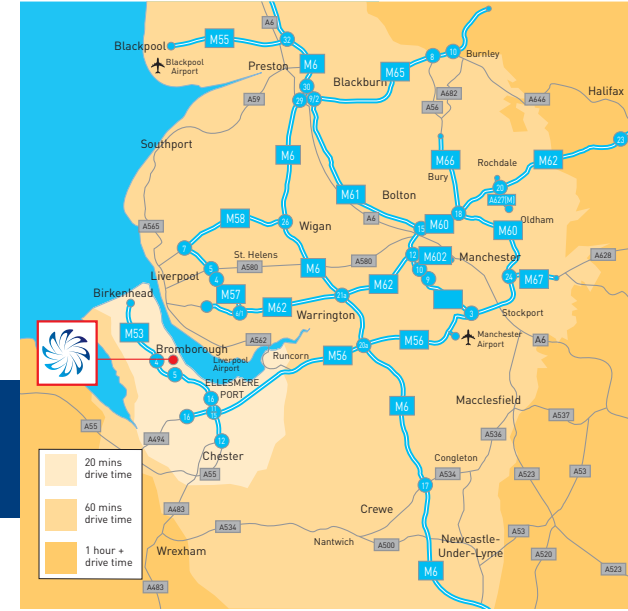 A6
Blackpool
M55
32
Blackpool
Airport
Preston
M6
30
29
9/2
Blackburn
M65
8
10
Burnley
A59
A682
A56
A646
Halifax
Southport
M6
M66
Bury
Rochdale
M62
23
20
A627(M)
M61
Bolton
A6
A565
M58
26
Wigan
15
M60
18
Oldham
M60
7
St. Helens
A580
A580
M6
12
M602
Manchester
10
9
A628
Liverpool
5
4
M57
M62
24
M67
Birkenhead
6/1
M62
21a
Warrington
3
Stockport
M53
A562
Manchester
Airport
A6
Bromborough
Liverpool
Airport
Runcorn
M56
20a
M56
4
5
ELLESMERE
PORT
16
11
15
16
M6
Macclesfield
A55
A494
12
Chester
A537
A536
20 mins
drive time
60 mins
drive time
1 hour +
drive time
A55
Congleton
A534
17
A523
A53
A483
Crewe
A534
Nantwich
A500
Newcastle-
Under-Lyme
A53
A520
Wrexham
M6
A523
A483